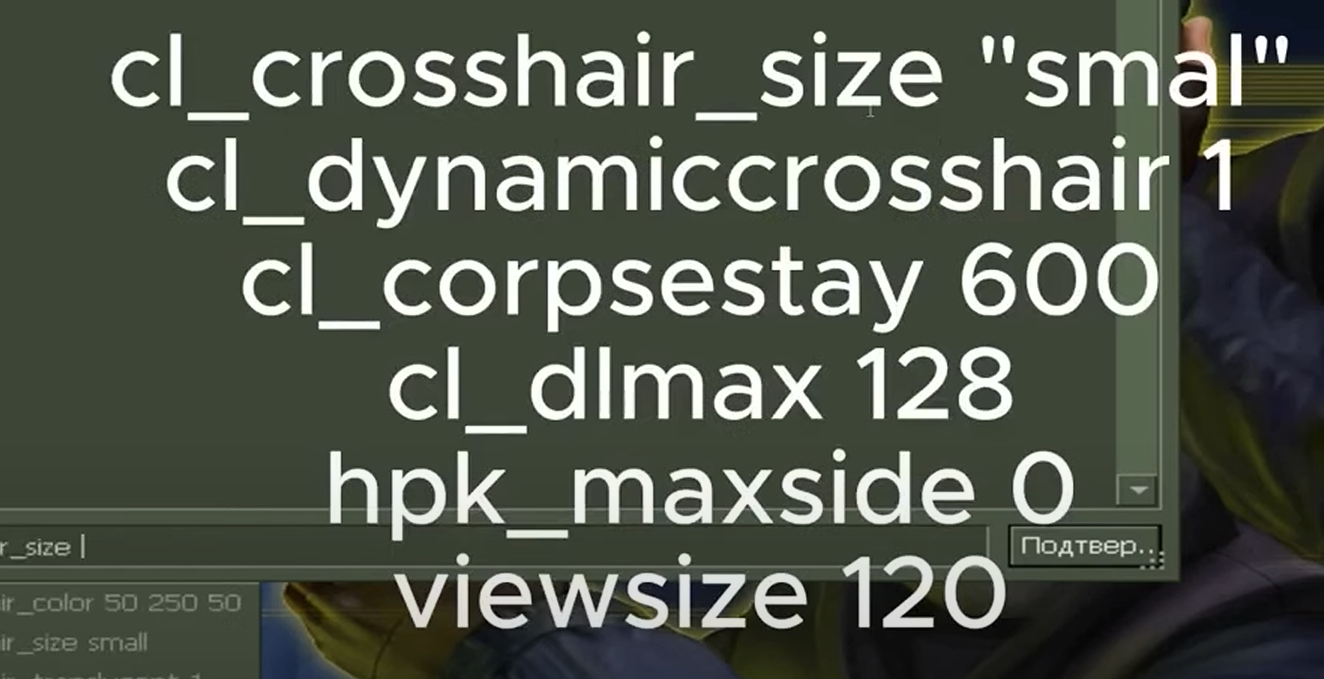 cl_crosshair_size "smal"
cl_dynamiccrosshair 1
cl_corpsestay 600
cl_dlmax 128
hpk_maxside 0
r_size
Подтвер...
viewsize 120
ir_color 50 250 50
ir_size small